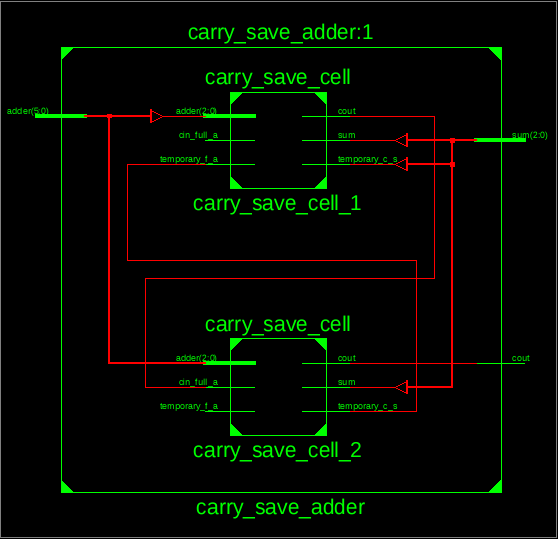 carry_save_adder:1
carry_save_cell
adder(5:0)
adder(2:0)
cout
cin_full_a
sum
sum(2:0)
temporary_f_a
temporary_c_s
carry_save_cell_1
carry_save_cell
adder(2:0)
cout
cout
cin_full_a
sum
temporary_f_a
temporary_c_s
carry_save_cell_2
carry_save_adder